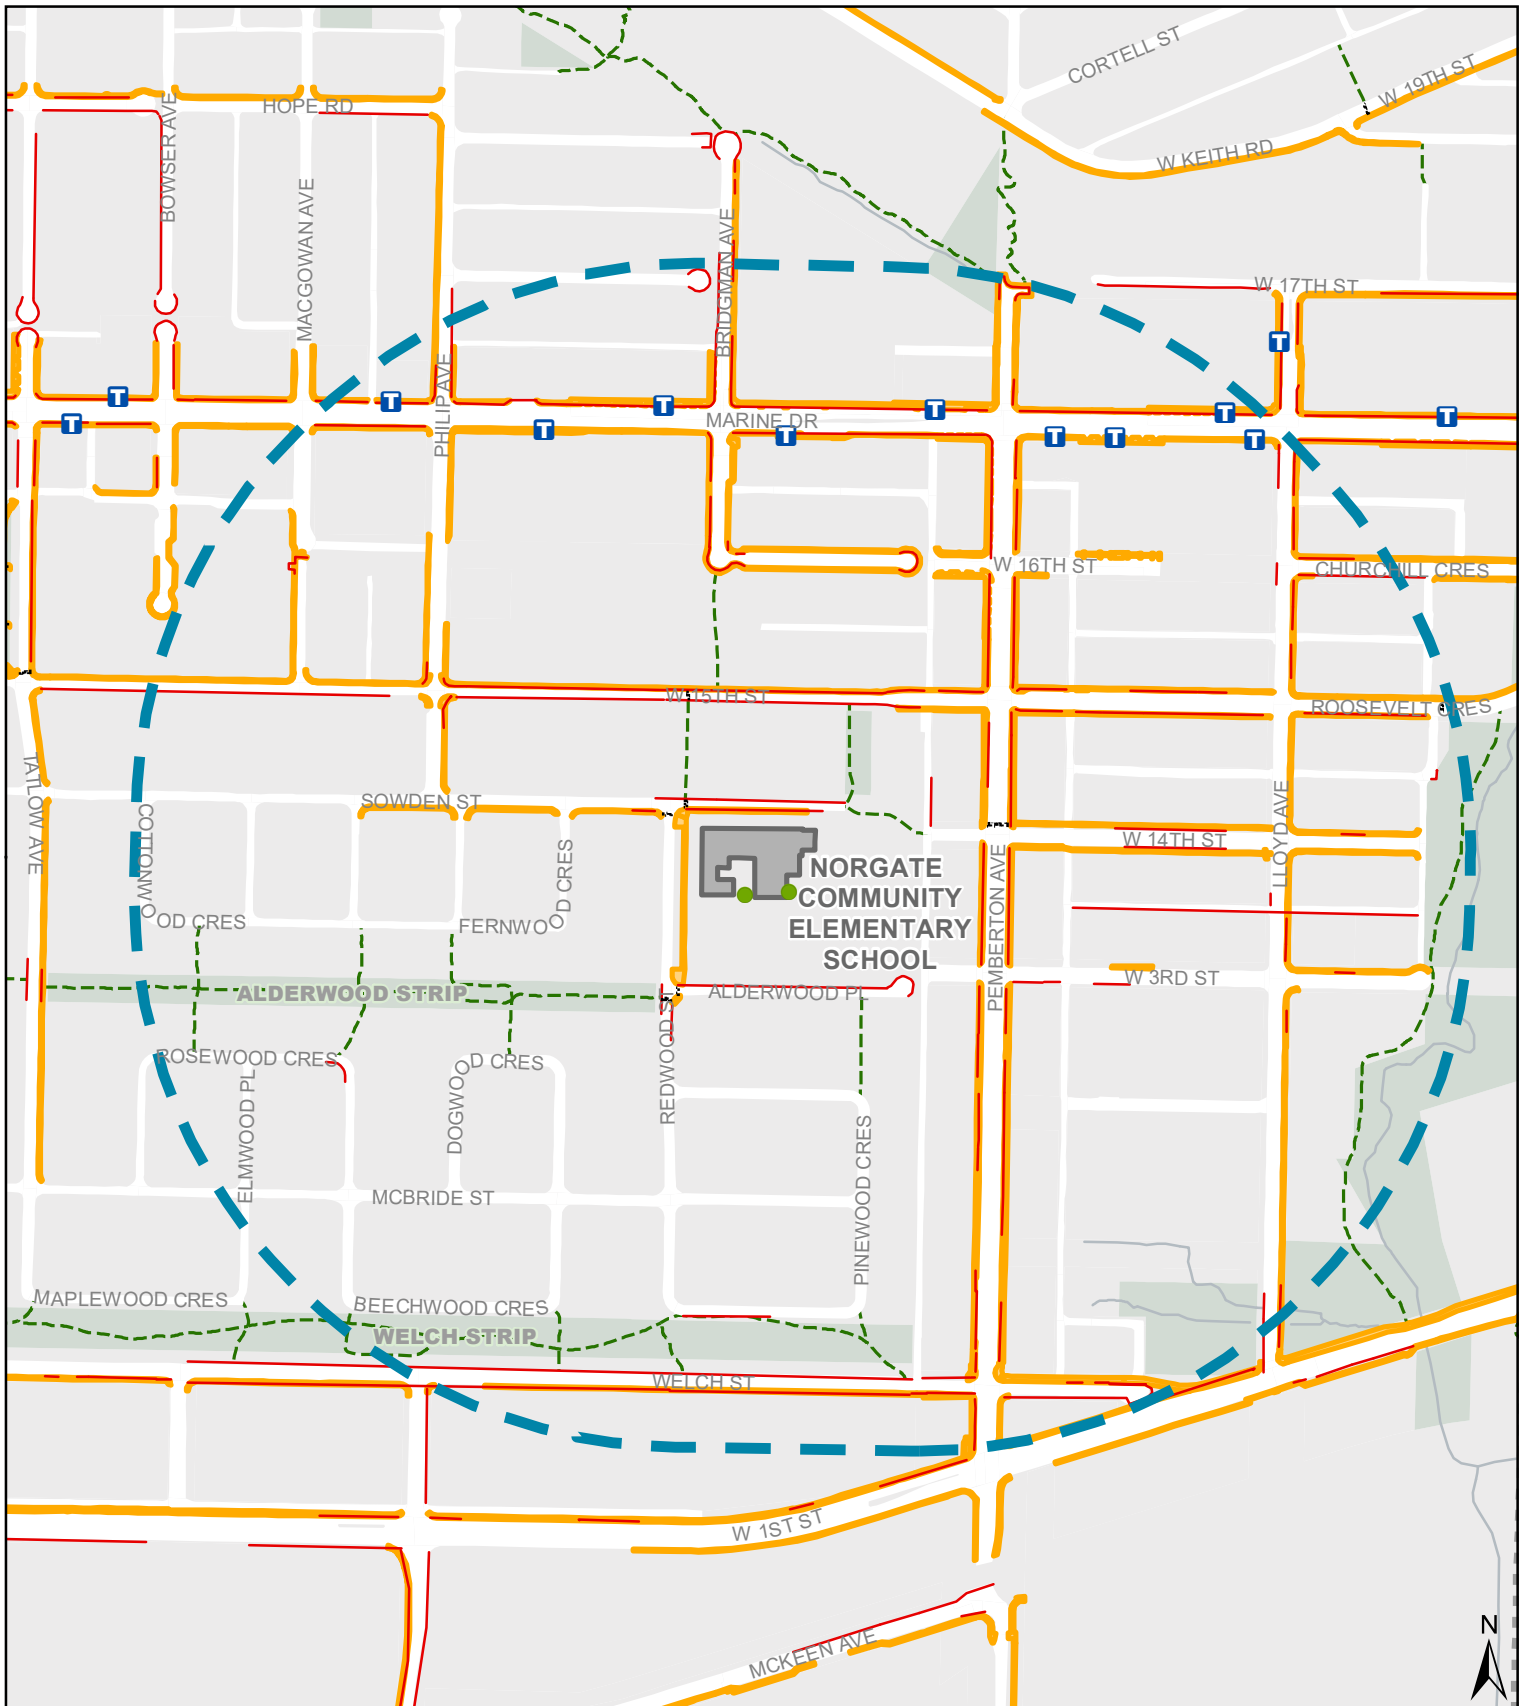 CORTELL ST
W 19TH ST
HOPE RD
BOWSER AVE
W KEITH RD
MACGOWAN AVE
BRIDGMAN AVE
W 17TH ST
T
PHILIP AVE
T
T
T
T
T
T
T
MARINE DR
T
T
T
T
T
W 16TH ST
CHURCHILL CRES
W 15TH ST
ROOSEVELT CRES
TATLOW AVE
SOWDEN ST
COTTONWOOD CRES
LLOYD AVE
W 14TH ST
FERNWOOD CRES
NORGATE
COMMUNITY
ELEMENTARY
SCHOOL
PEMBERTON AVE
W 3RD ST
ALDERWOOD STRIP
ALDERWOOD PL
REDWOOD ST
ROSEWOOD CRES
ELMWOOD PL
DOGWOOD CRES
PINEWOOD CRES
MCBRIDE ST
MAPLEWOOD CRES
BEECHWOOD CRES
WELCH STRIP
WELCH ST
W 1ST ST
MCKEEN AVE
N